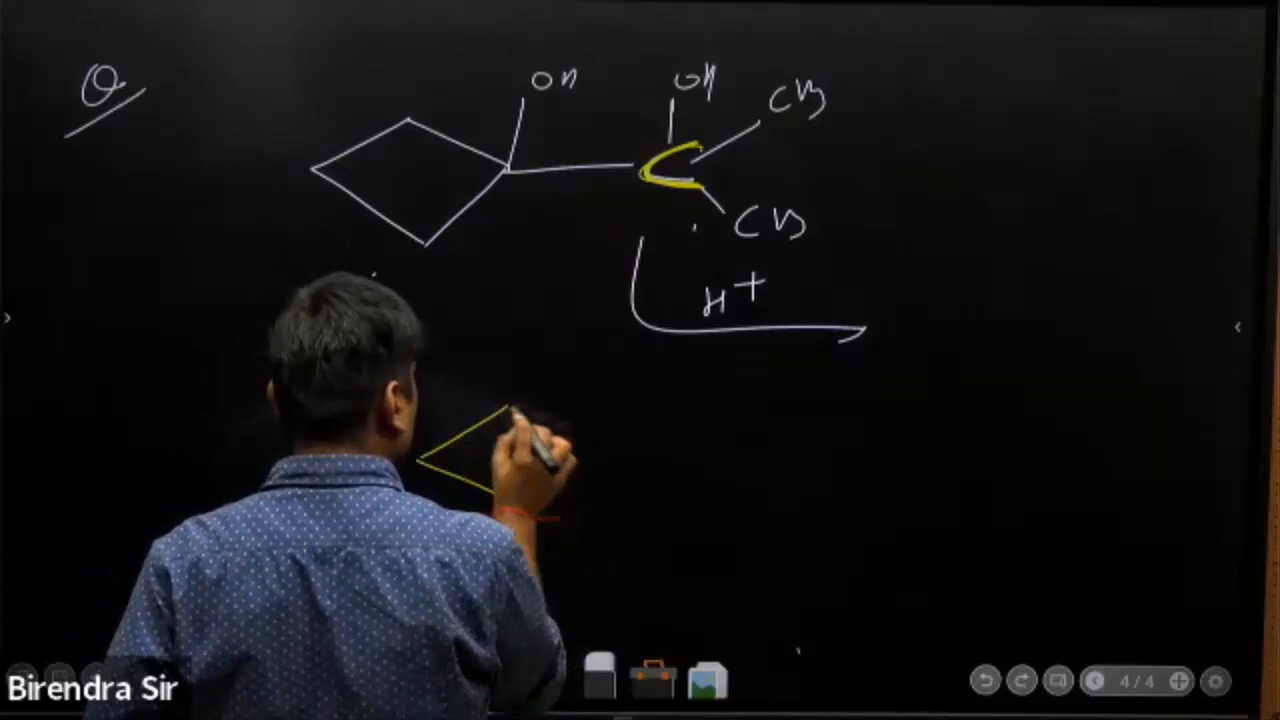 Q
OH OH CH3
CH3
H+
4/4
Birendra Sir